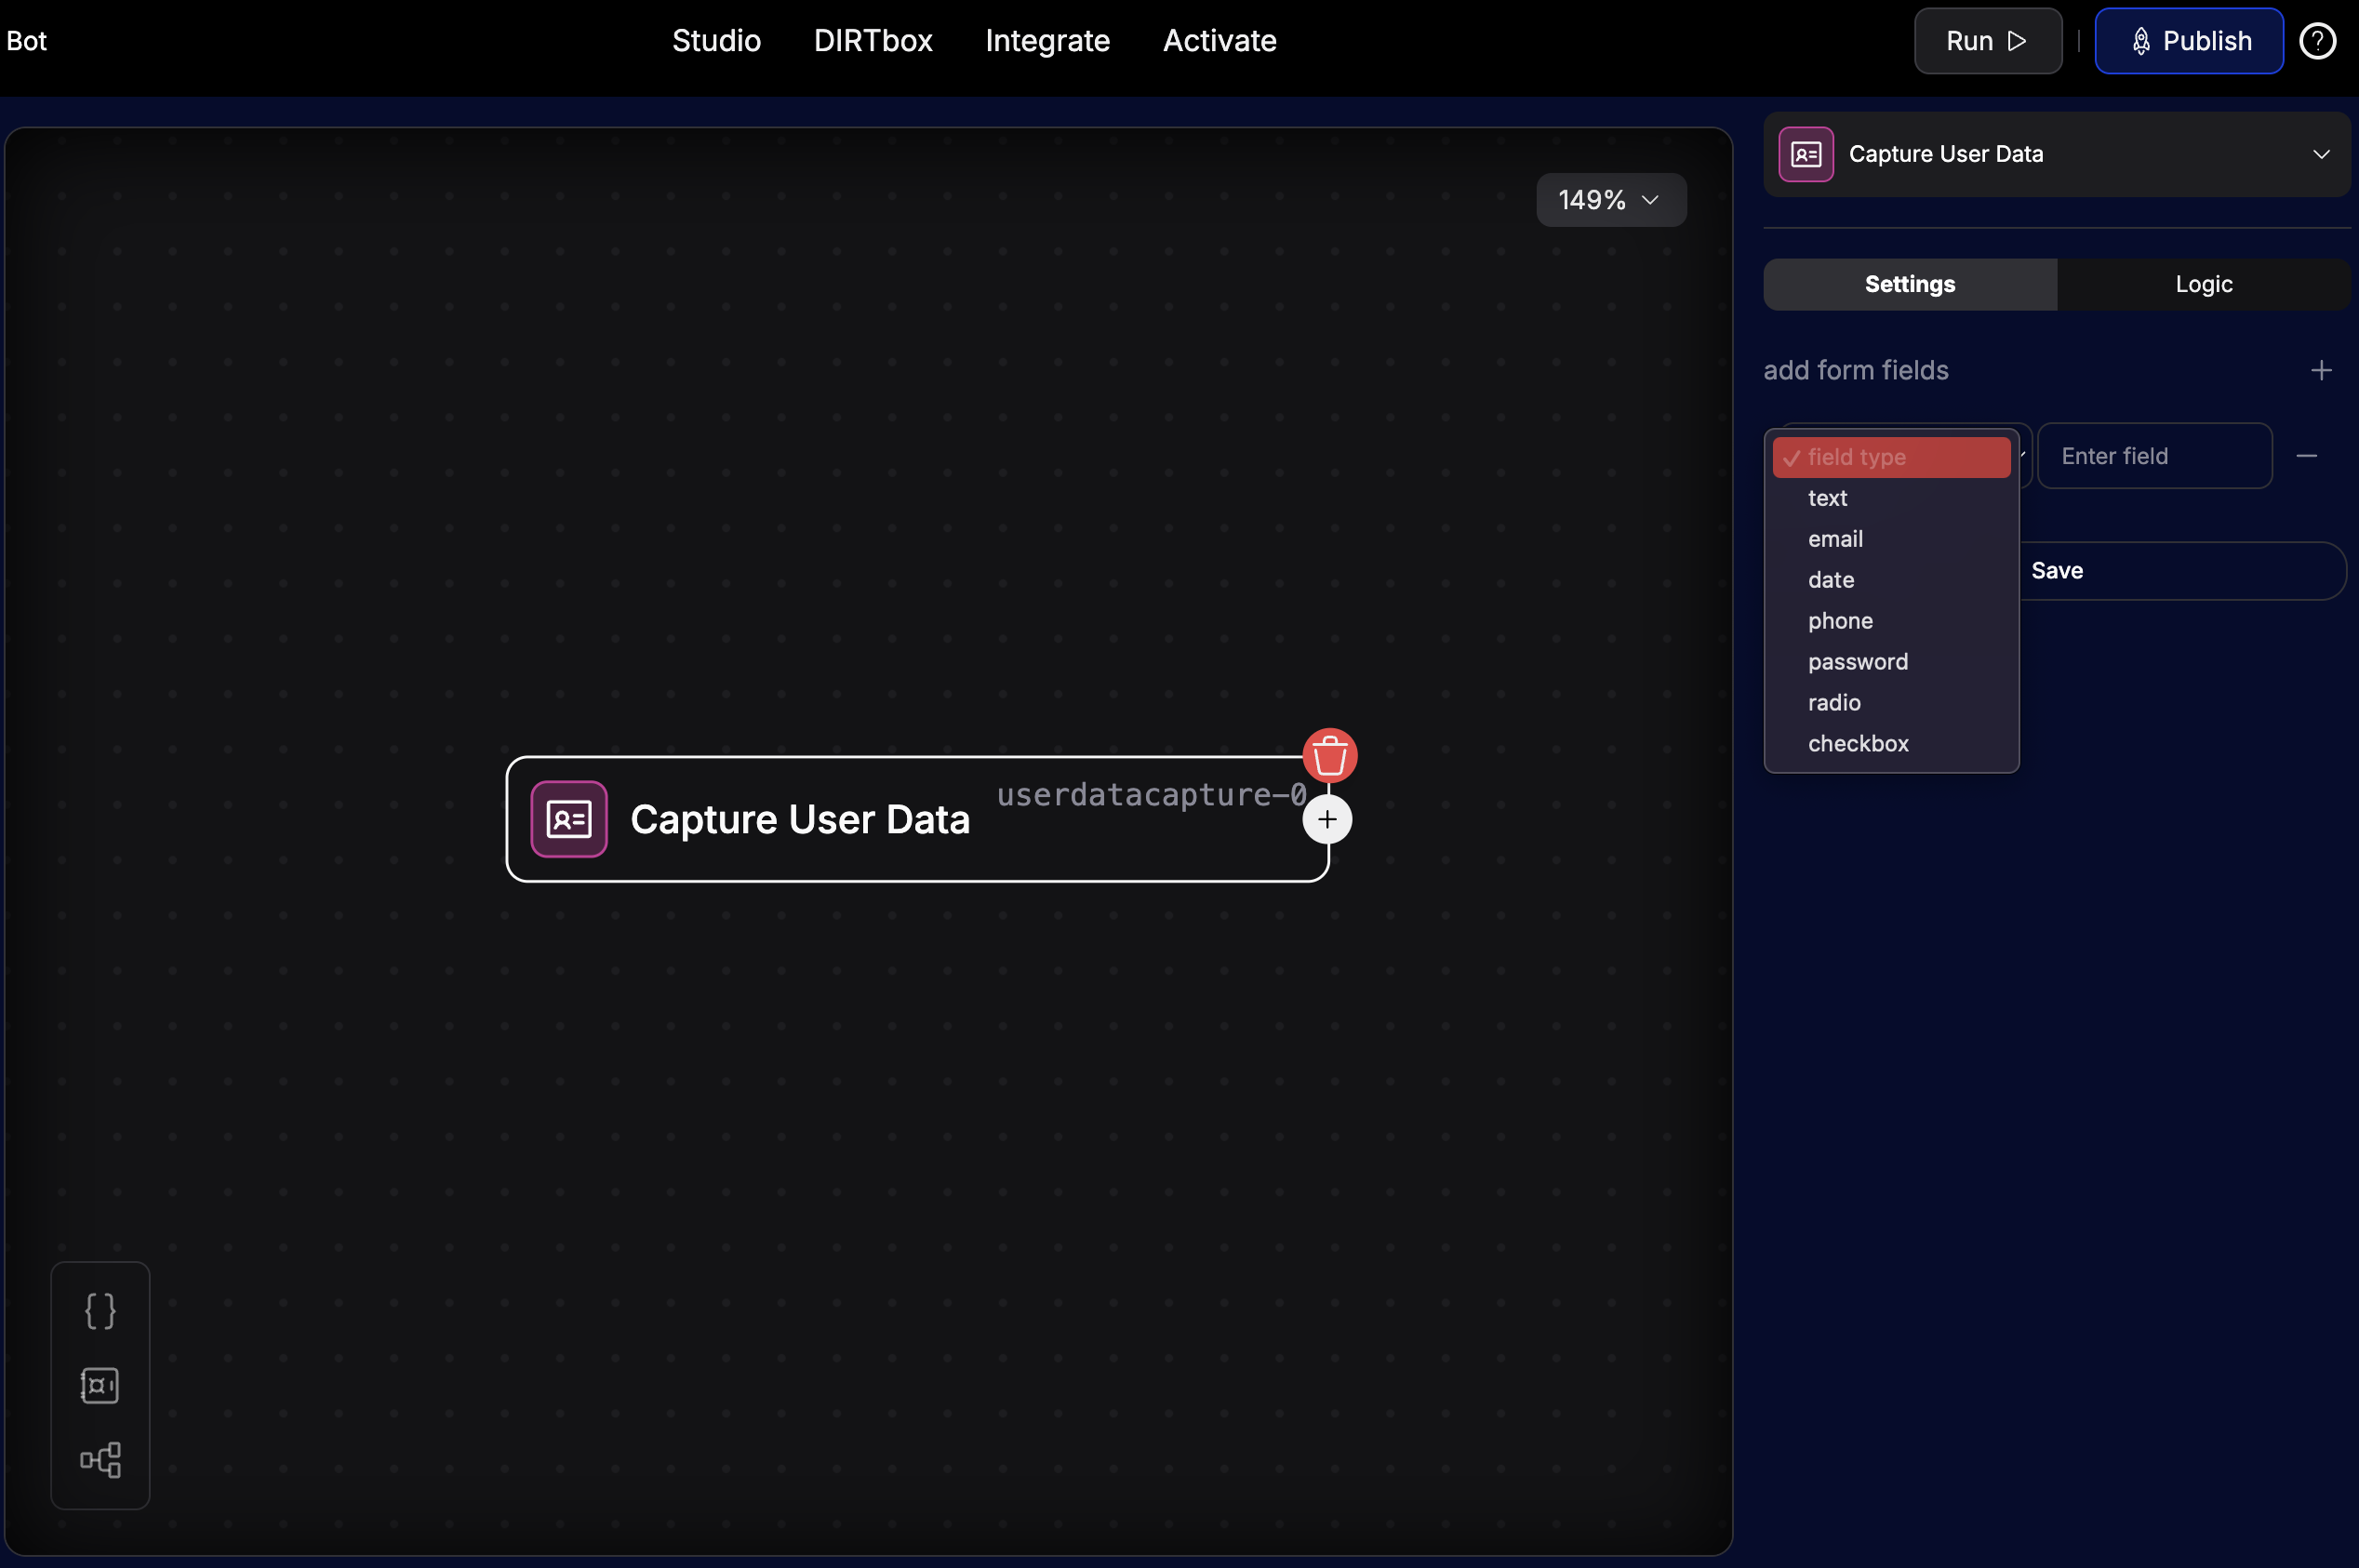 Bot
Studio
DIRTbox
Integrate
Activate
Run
Publish
?
149%
Capture User Data
Settings
Logic
add form fields
field type
Enter field
text
email
date
phone
password
radio
checkbox
Save
userdatacapture-0
Capture User Data
{}